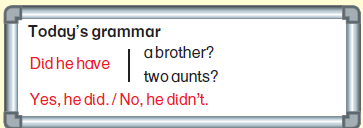 Today's grammar
Did he have
a brother?
two aunts?
Yes, he did. / No, he didn't.